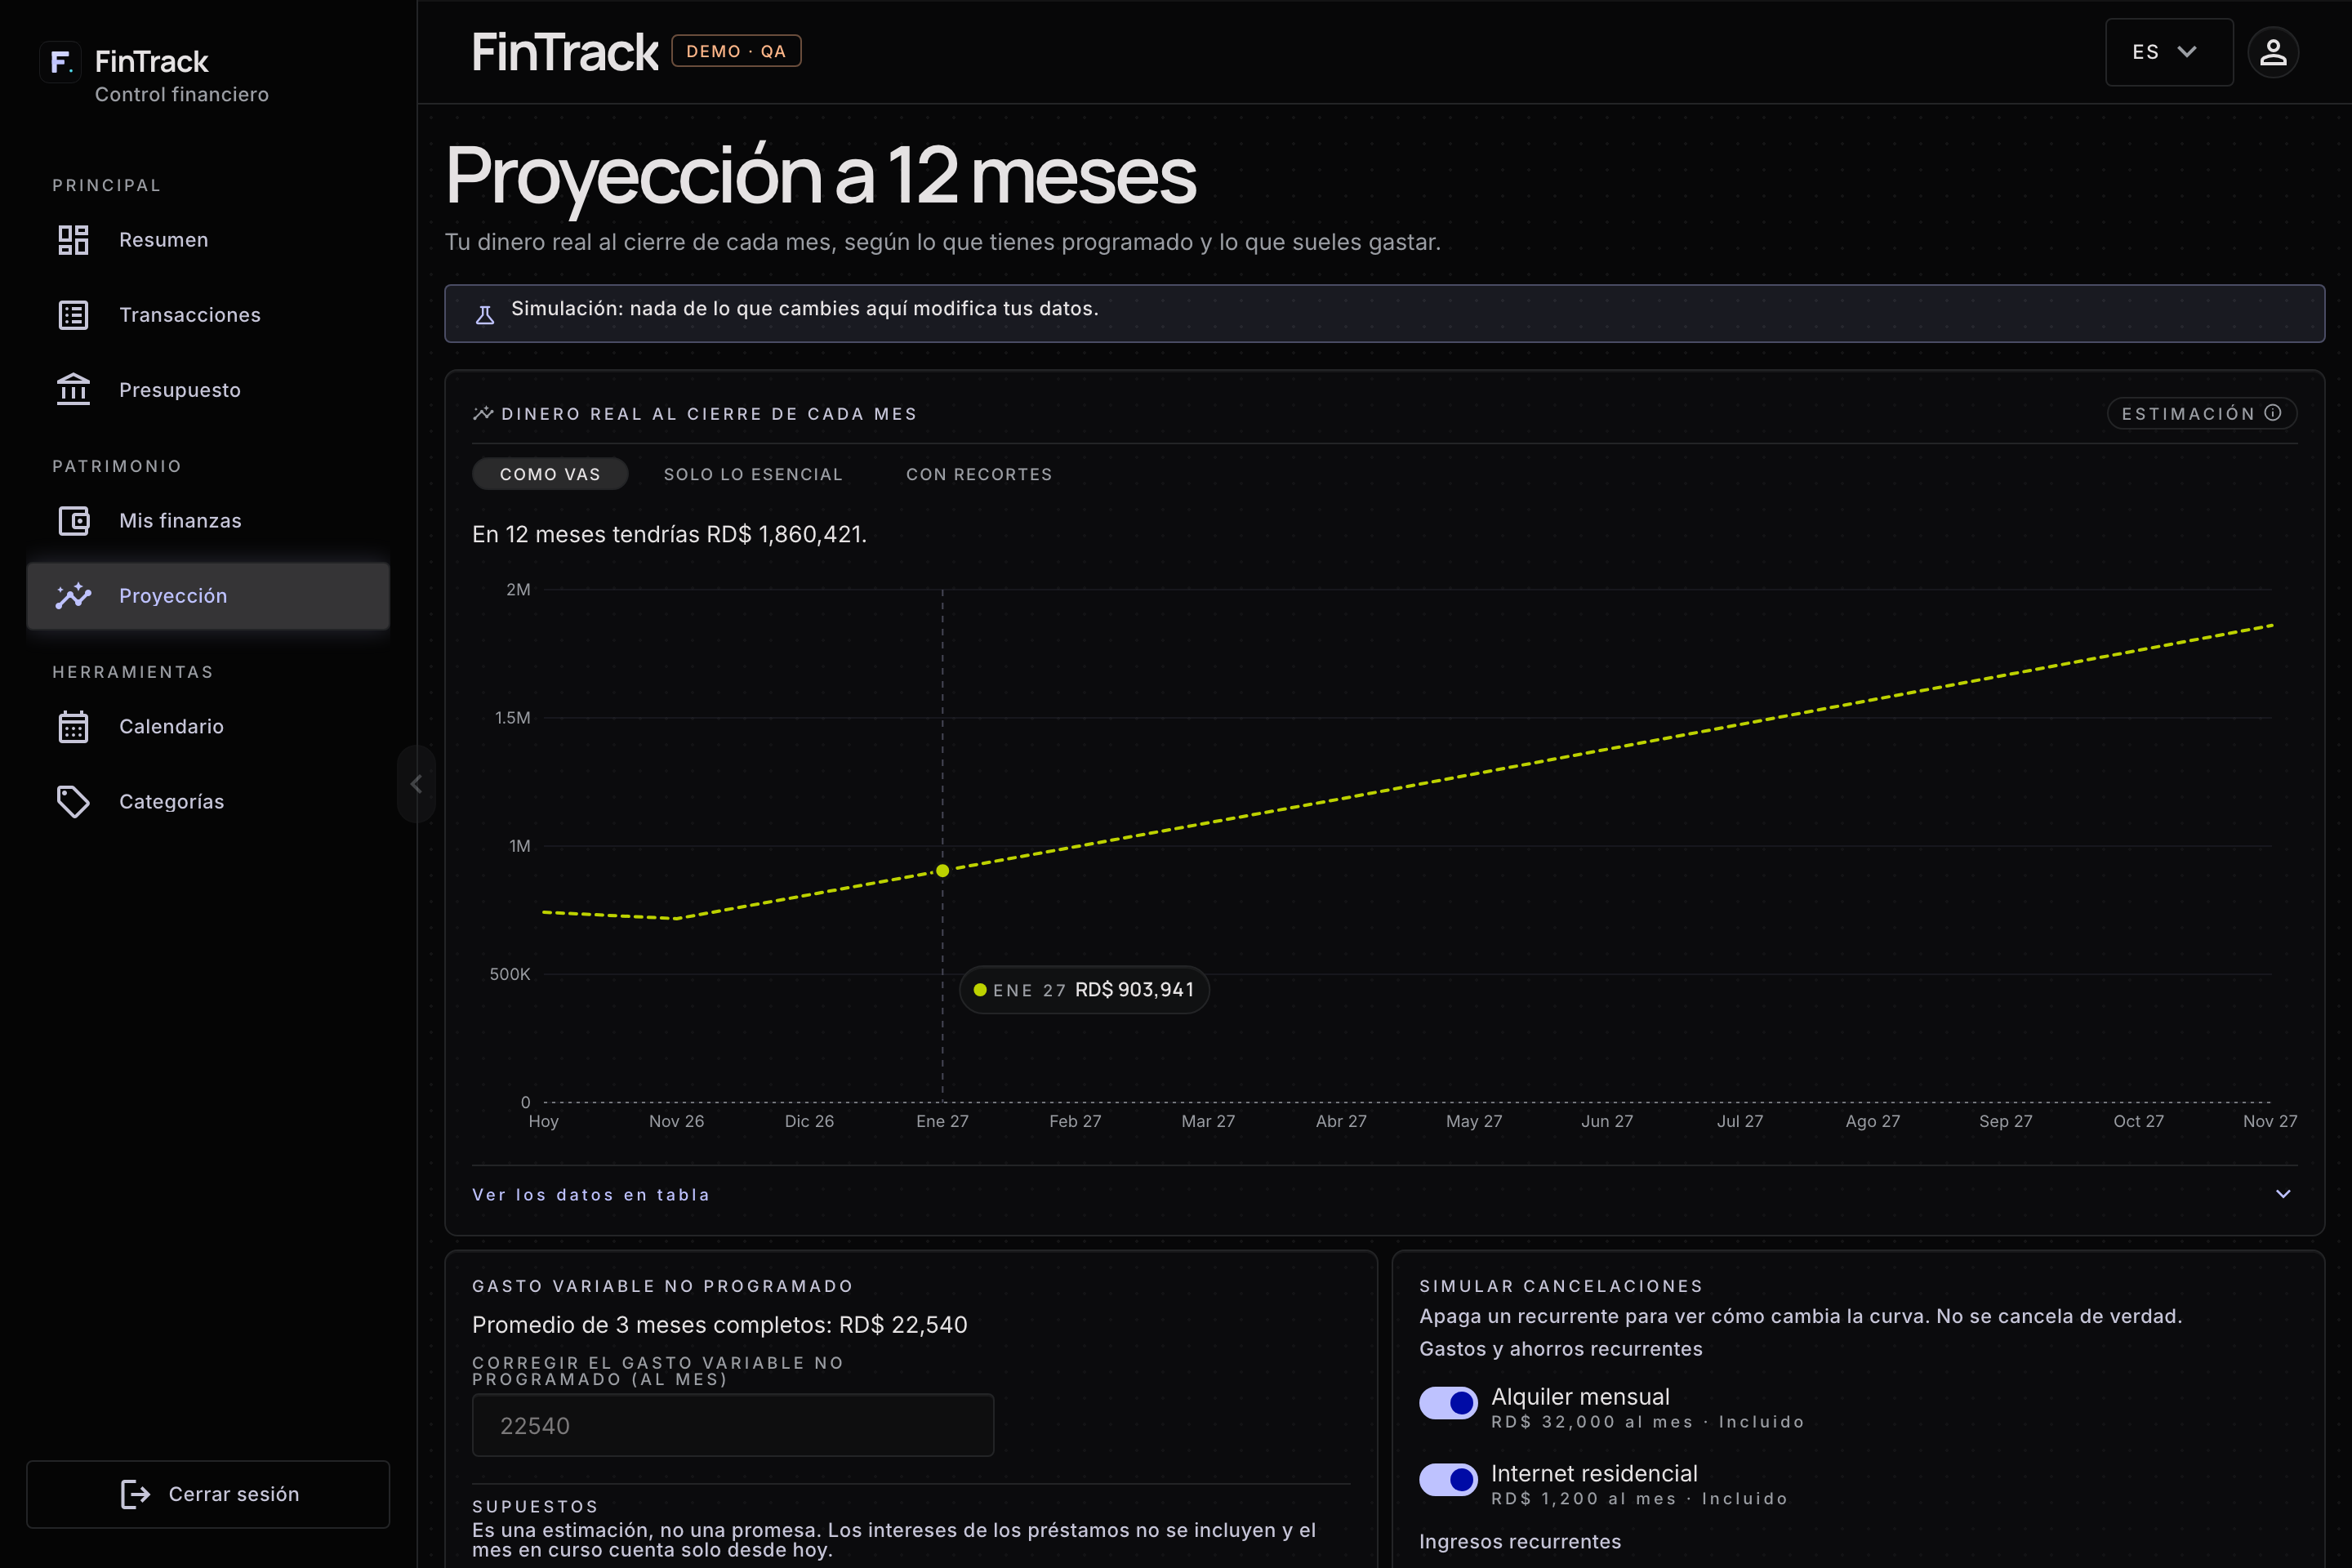 F.
FinTrack
Control financiero
PRINCIPAL
Resumen
Transacciones
Presupuesto
PATRIMONIO
Mis finanzas
Proyección
HERRAMIENTAS
Calendario
Categorías
Cerrar sesión
FinTrack
DEMO · QA
ES
Proyección a 12 meses
Tu dinero real al cierre de cada mes, según lo que tienes programado y lo que sueles gastar.
Simulación: nada de lo que cambies aquí modifica tus datos.
DINERO REAL AL CIERRE DE CADA MES
ESTIMACIÓN
COMO VAS
SOLO LO ESENCIAL
CON RECORTES
En 12 meses tendrías RD$ 1,860,421.
2M
1.5M
1M
500K
0
ENE 27 RD$ 903,941
Hoy
Nov 26
Dic 26
Ene 27
Feb 27
Mar 27
Abr 27
May 27
Jun 27
Jul 27
Ago 27
Sep 27
Oct 27
Nov 27
Ver los datos en tabla
GASTO VARIABLE NO PROGRAMADO
Promedio de 3 meses completos: RD$ 22,540
CORREGIR EL GASTO VARIABLE NO
PROGRAMADO (AL MES)
22540
SUPUESTOS
Es una estimación, no una promesa. Los intereses de los préstamos no se incluyen y el
mes en curso cuenta solo desde hoy.
SIMULAR CANCELACIONES
Apaga un recurrente para ver cómo cambia la curva. No se cancela de verdad.
Gastos y ahorros recurrentes
Alquiler mensual
RD$ 32,000 al mes · Incluido
Internet residencial
RD$ 1,200 al mes · Incluido
Ingresos recurrentes